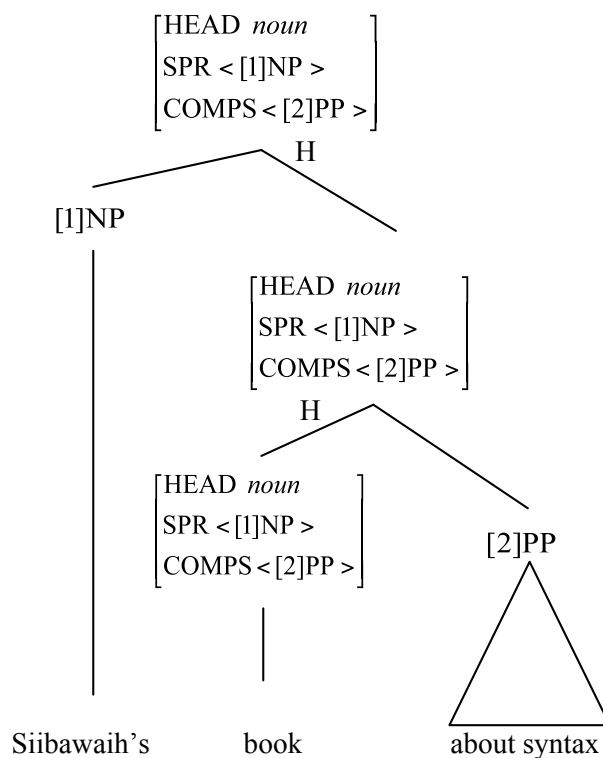 HEAD noun
SPR < [1]NP >
COMPS < [2]PP >
H
[1]NP
HEAD noun
SPR < [1]NP >
COMPS < [2]PP >
H
HEAD noun
SPR < [1]NP >
COMPS < [2]PP >
[2]PP
Siibawaih's book about syntax